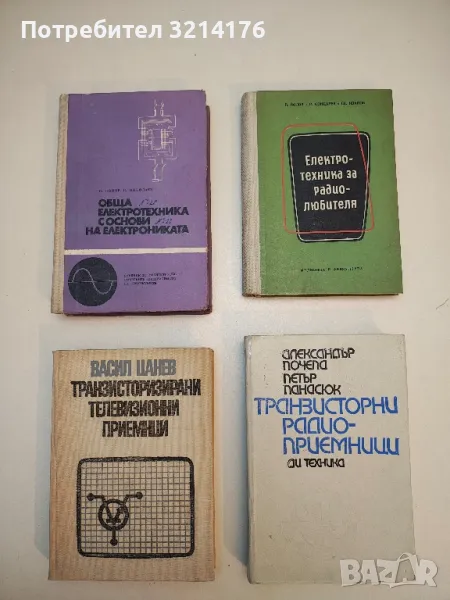 Потребител 3214176
ОБЩА
ЕЛЕКТРОТЕХНИКА
С ОСНОВИ
НА ЕЛЕКТРОНИКАТА
Електро-
техника за
радио-
любителя
ВАСИЛ ЦАНЕВ
ТРАНЗИСТОРИЗИРАНИ
ТЕЛЕВИЗИОННИ
ПРИЕМНИЦИ
АЛЕКСАНДЪР
ПОЧЕПА
ПЕТЪР
ПАНАСЮК
ТРАНЗИСТОРНИ
РАДИО-
ПРИЕМНИЦИ
ДИ ТЕХНИКА
BAZAR